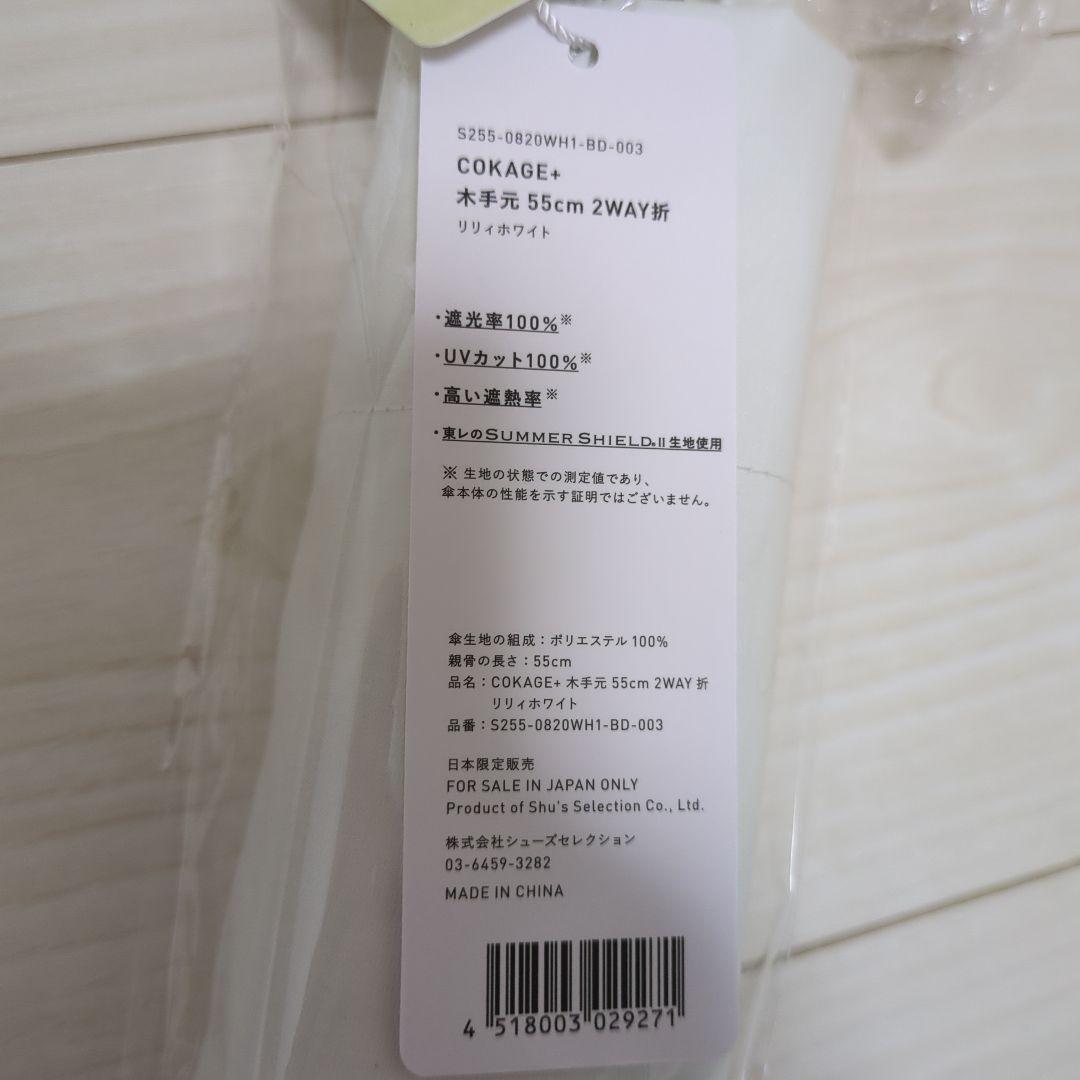 S255-0820WH1-BD-003
COKAGE+
木手元 55cm 2WAY折
リリィホワイト
・遮光率100%※
・UVカット100%※
・高い遮熱率※
・東レのSUMMER SHIELD®II生地使用
※ 生地の状態での測定値であり、
傘本体の性能を示す証明ではございません。
傘生地の組成：ポリエステル 100%
親骨の長さ：55cm
品名：COKAGE+ 木手元 55cm 2WAY 折
リリィホワイト
品番：S255-0820WH1-BD-003
日本限定販売
FOR SALE IN JAPAN ONLY
Product of Shu's Selection Co., Ltd.
株式会社シューズセレクション
03-6459-3282
MADE IN CHINA
4 518003 029271